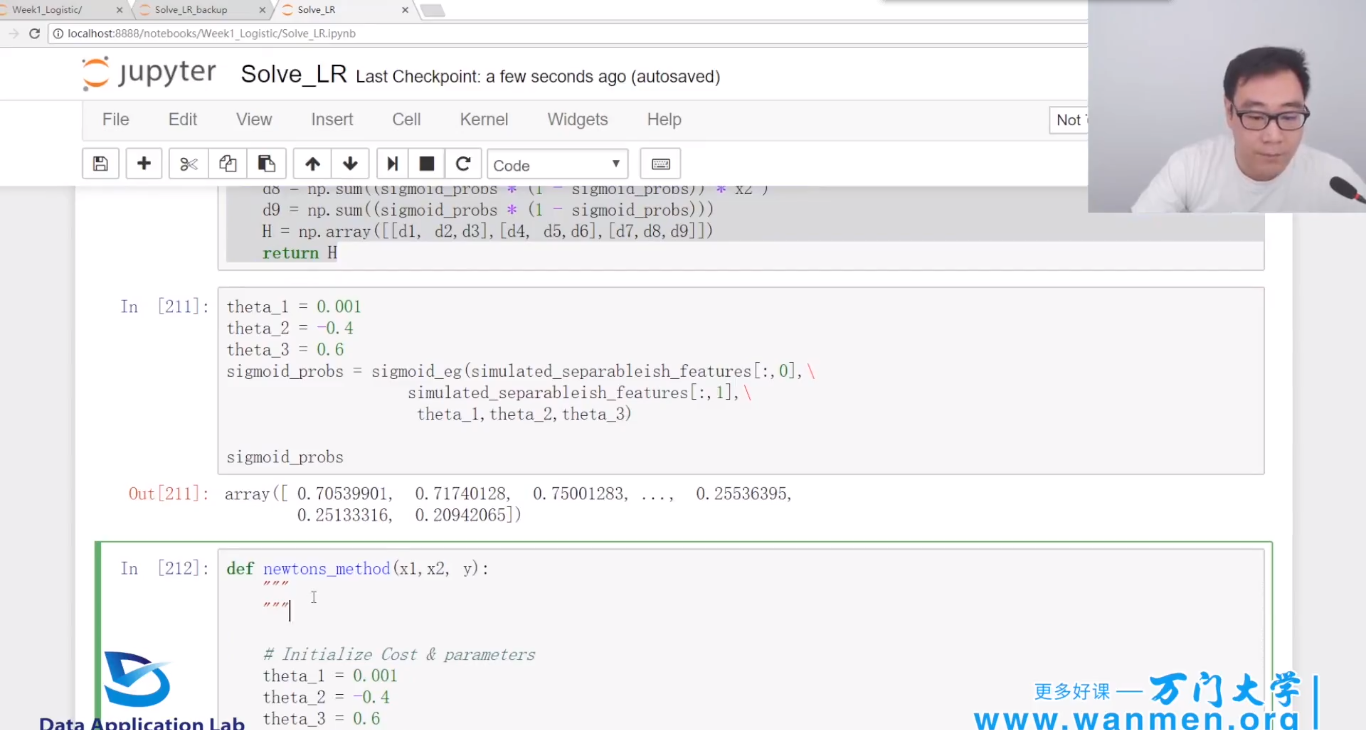 Week1_Logistic/
Solve_LR_backup
Solve_LR
localhost:8888/notebooks/Week1_Logistic/Solve_LR.ipynb
jupyter Solve_LR Last Checkpoint: a few seconds ago (autosaved)
File Edit View Insert Cell Kernel Widgets Help Not
Code
d8 = np.sum((sigmoid_probs * (1 - sigmoid_probs)) * x2 )
d9 = np.sum((sigmoid_probs * (1 - sigmoid_probs)))
H = np.array([[d1, d2,d3],[d4, d5,d6],[d7,d8,d9]])
return H
In [211]: theta_1 = 0.001
theta_2 = -0.4
theta_3 = 0.6
sigmoid_probs = sigmoid_eg(simulated_separableish_features[:,0],\
simulated_separableish_features[:,1],\
theta_1,theta_2,theta_3)
sigmoid_probs
Out[211]: array([ 0.70539901, 0.71740128, 0.75001283, ..., 0.25536395,
0.25133316, 0.20942065])
In [212]: def newtons_method(x1,x2, y):
"""
"""
# Initialize Cost & parameters
theta_1 = 0.001
theta_2 = -0.4
theta_3 = 0.6
Data Application Lab
更多好课 — 万门大学
www.wanmen.org